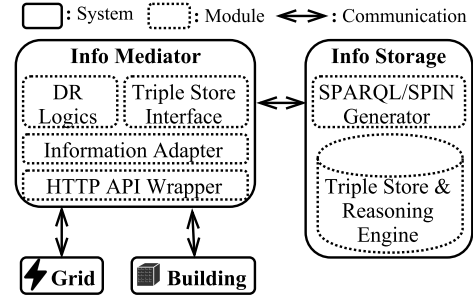 : System : Module : Communication
Info Mediator
DR
Logics
Triple Store
Interface
Information Adapter
HTTP API Wrapper
Info Storage
SPARQL/SPIN
Generator
Triple Store &
Reasoning
Engine
Grid
Building